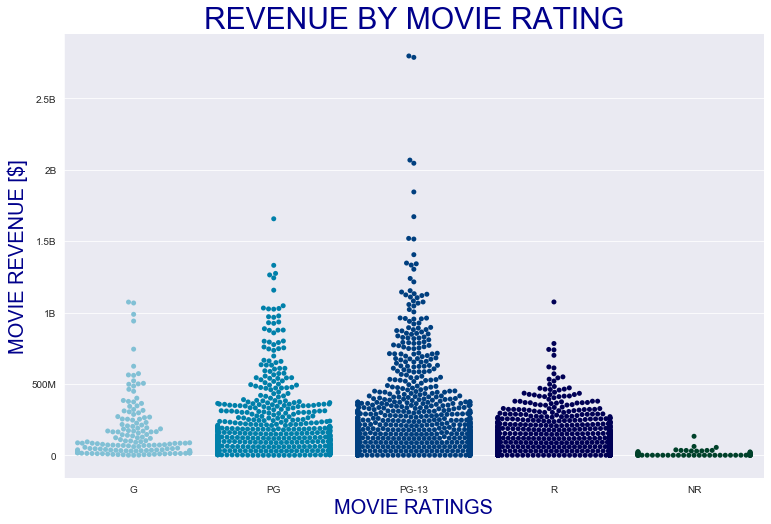 REVENUE BY MOVIE RATING
MOVIE REVENUE [$]
2.5B
2B
1.5B
1B
500M
0
G PG PG-13 R NR
MOVIE RATINGS